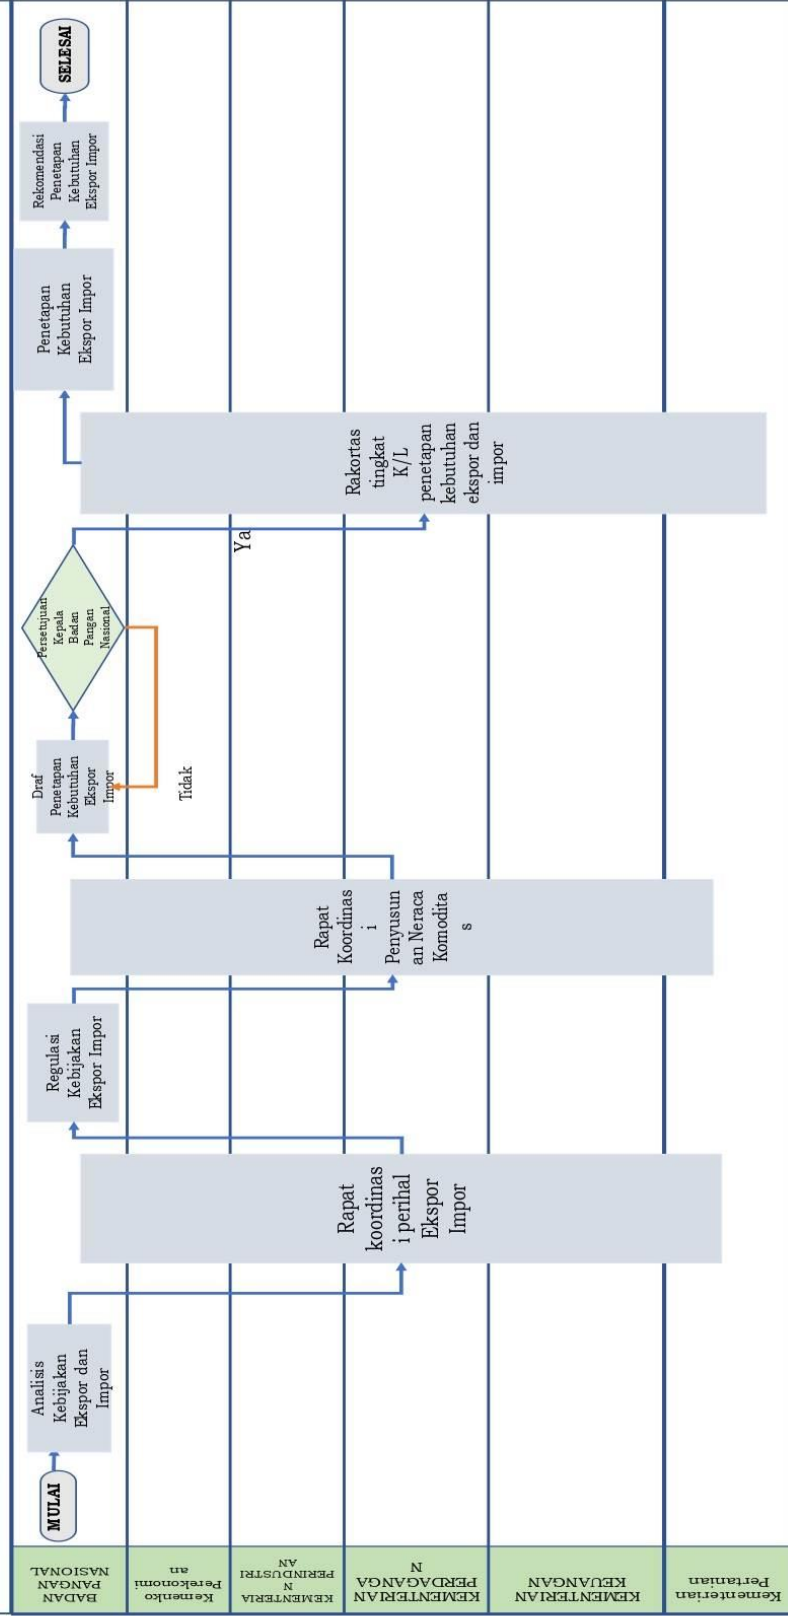 BADAN
PANGAN
NASIONAL
Kemenko
Perekonomi
an
KEMENTERIA
N
PERINDUSTRI
AN
KEMENTERIAN
PERDAGANGA
N
KEMENTERIAN
KEUANGAN
Kementerian
Pertanian
MULAI
Analisis
Kebijakan
Ekspor dan
Impor
Rapat
koordinas
i perihal
Ekspor
Impor
Regulasi
Kebijakan
Ekspor Impor
Rapat
Koordinas
i
Penyusun
an Neraca
Komodita
s
Draf
Penetapan
Kebutuhan
Ekspor
Impor
Tidak
Persetujuan
Kepala
Badan
Pangan
Nasional
Ya
Rakortas
tingkat
K/L
penetapan
kebutuhan
ekspor dan
impor
Penetapan
Kebutuhan
Ekspor Impor
Rekomendasi
Penetapan
Kebutuhan
Ekspor Impor
SELESAI